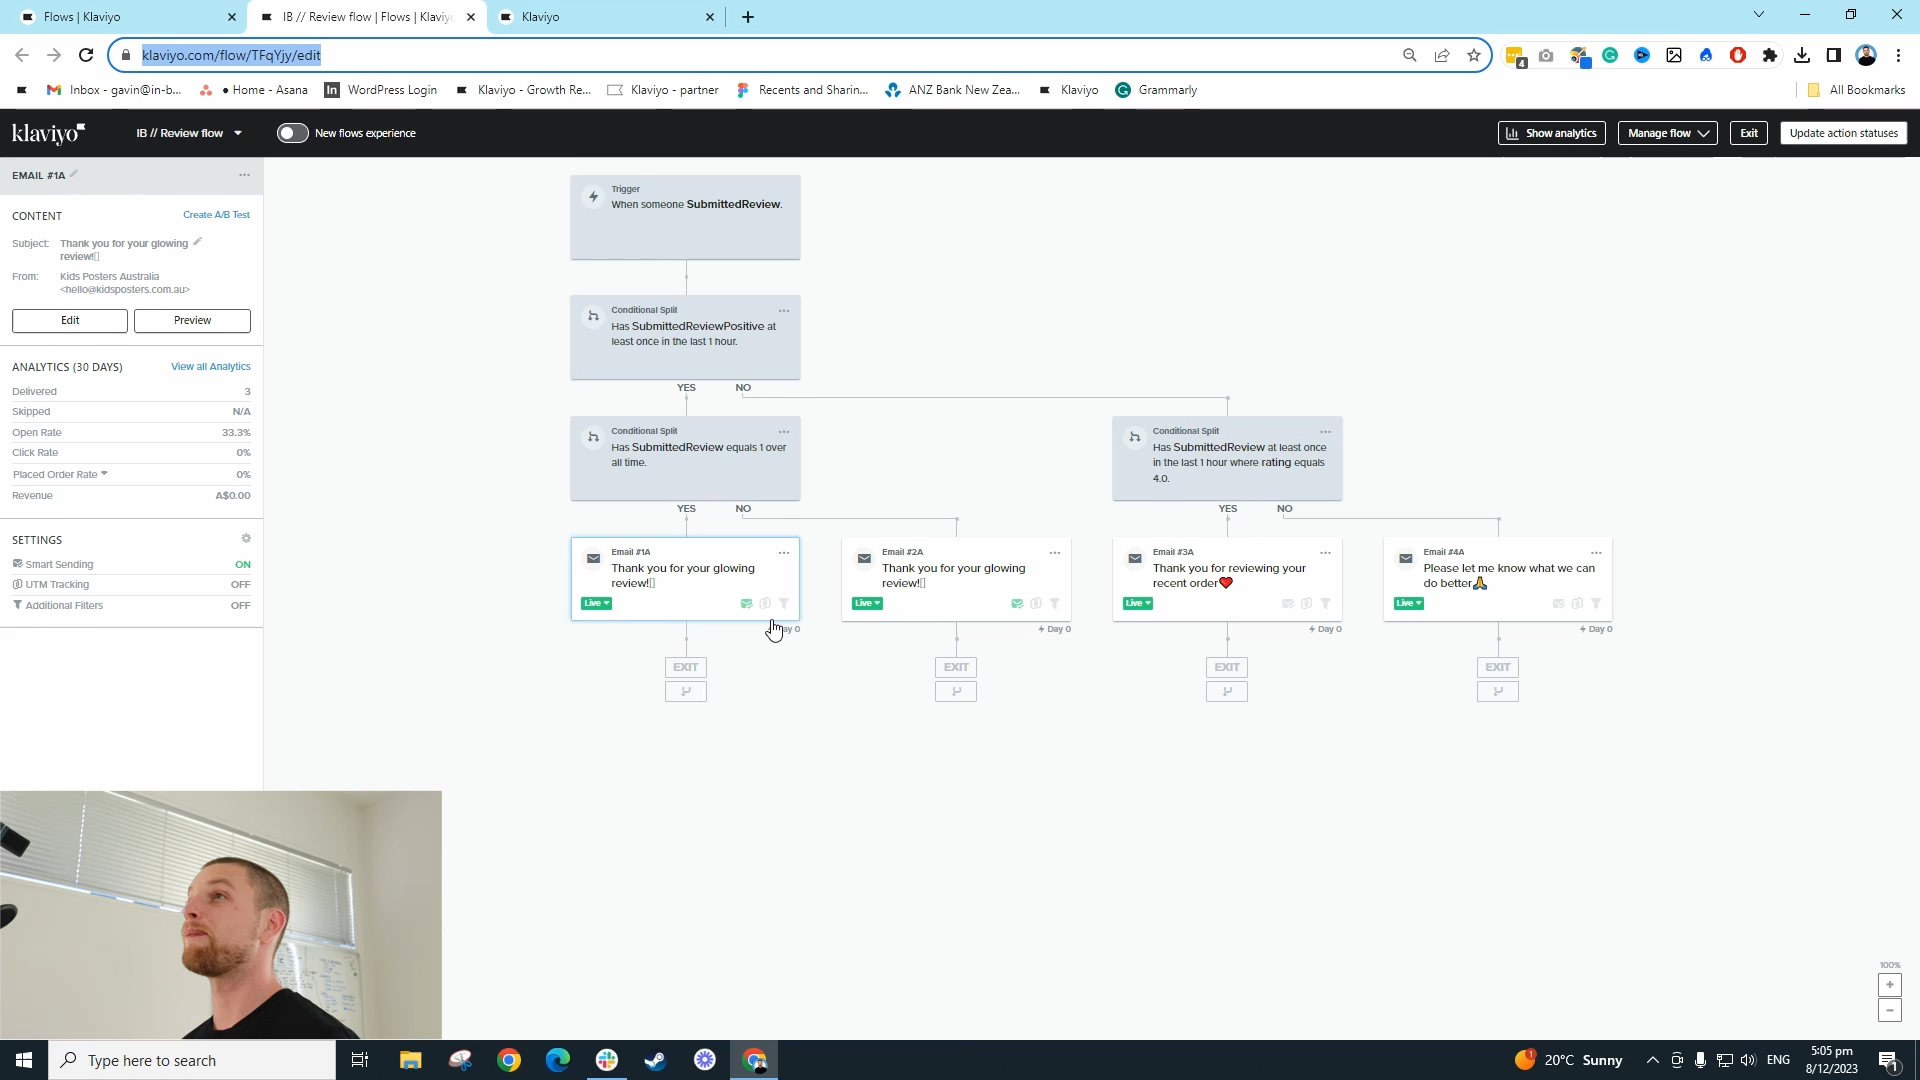 Flows | Klaviyo
IB // Review flow | Flows | Klaviyo
Klaviyo
klaviyo.com/flow/TFqYjy/edit
4
Inbox - gavin@in-b...
• Home - Asana
In WordPress Login
Klaviyo - Growth Re...
Klaviyo - partner
Recents and Sharin...
ANZ Bank New Zea...
Klaviyo
Grammarly
All Bookmarks
klaviyo
IB // Review flow
New flows experience
Show analytics
Manage flow
Exit
Update action statuses
EMAIL #1A
CONTENT
Create A/B Test
Subject: Thank you for your glowing
review!
From: Kids Posters Australia
<hello@kidsposters.com.au>
Edit
Preview
ANALYTICS (30 DAYS)
View all Analytics
Delivered 3
Skipped N/A
Open Rate 33.3%
Click Rate 0%
Placed Order Rate 0%
Revenue A$0.00
SETTINGS
Smart Sending ON
UTM Tracking OFF
Additional Filters OFF
Trigger
When someone SubmittedReview.
Conditional Split
Has SubmittedReviewPositive at
least once in the last 1 hour.
YES
NO
Conditional Split
Has SubmittedReview equals 1 over
all time.
YES
NO
Conditional Split
Has SubmittedReview at least once
in the last 1 hour where rating equals
4.0.
YES
NO
Email #1A
Thank you for your glowing
review!
Live
Day 0
EXIT
Email #2A
Thank you for your glowing
review!
Live
Day 0
EXIT
Email #3A
Thank you for reviewing your
recent order❤️
Live
Day 0
EXIT
Email #4A
Please let me know what we can
do better🙏
Live
Day 0
EXIT
100%
Type here to search
1
20°C Sunny
ENG
5:05 pm
8/12/2023
1